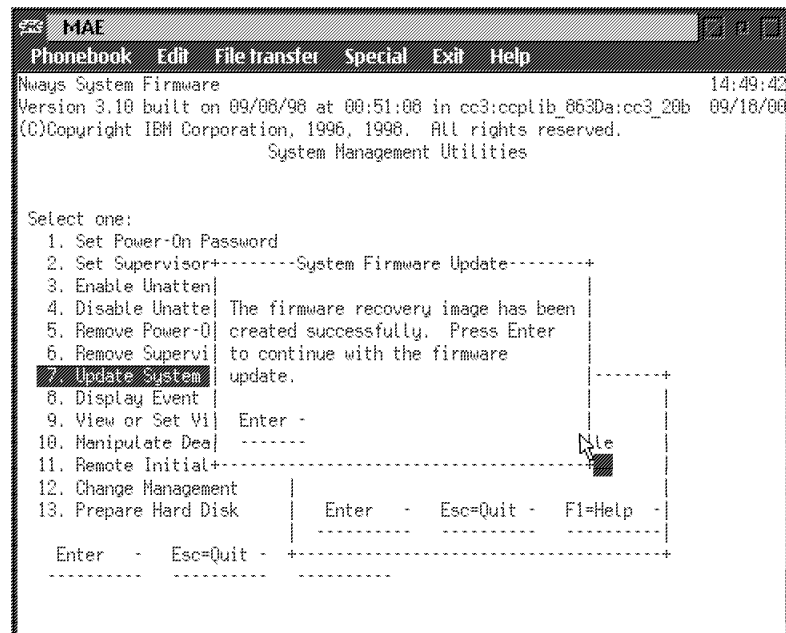 MAE
Phonebook Edit File transfer Special Exit Help
Nways System Firmware 14:49:42
Version 3.10 built on 09/08/98 at 00:51:08 in cc3:ccplib_863Da:cc3_20b 09/18/00
(C)Copyright IBM Corporation, 1996, 1998. All rights reserved.
System Management Utilities
Select one:
1. Set Power-On Password
2. Set Supervisor+--------System Firmware Update--------+
3. Enable Unatten|
4. Disable Unatte| The firmware recovery image has been |
5. Remove Power-O| created successfully. Press Enter |
6. Remove Supervi| to continue with the firmware |
7. Update System | update. |-------+
8. Display Event |
9. View or Set Vi| Enter -
10. Manipulate Dea| ------- le
11. Remote Initial+-------------------------------------+
12. Change Management |
13. Prepare Hard Disk | Enter - Esc=Quit - F1=Help -|
Enter - Esc=Quit - +---------------------------------------------+